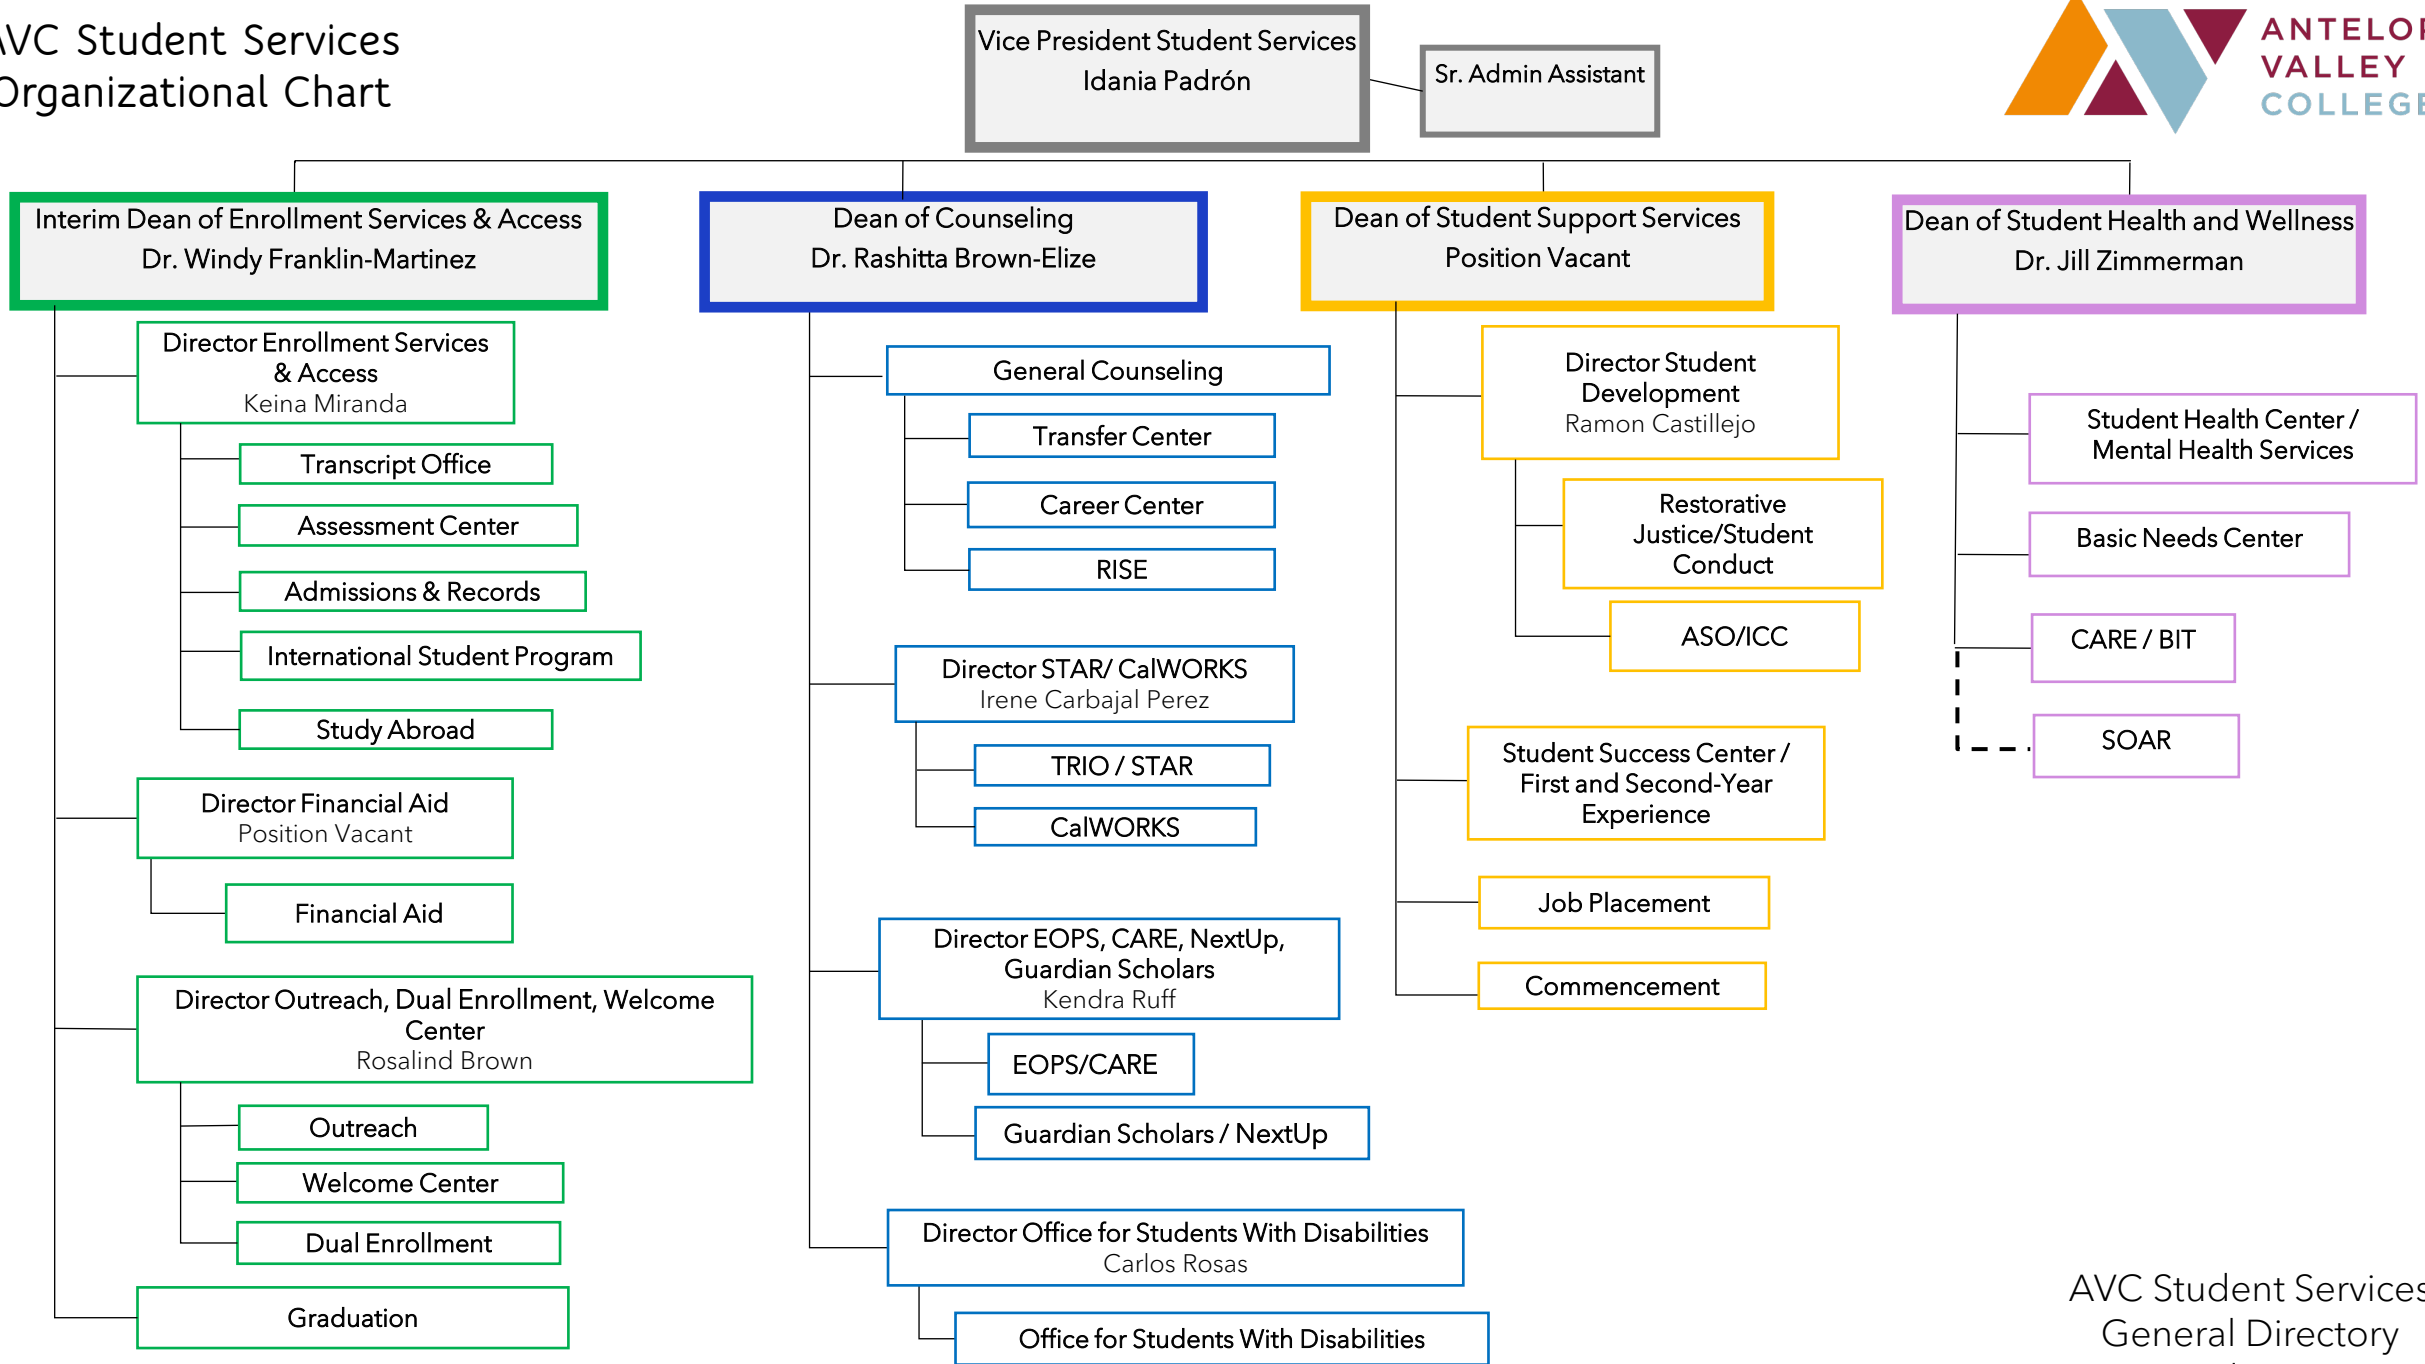 AVC Student Services
Organizational Chart
Vice President Student Services
Idania Padrón
Sr. Admin Assistant
ANTELOP
VALLEY
COLLEGE
Interim Dean of Enrollment Services & Access
Dr. Windy Franklin-Martinez
Director Enrollment Services
& Access
Keina Miranda
Transcript Office
Assessment Center
Admissions & Records
International Student Program
Study Abroad
Director Financial Aid
Position Vacant
Financial Aid
Director Outreach, Dual Enrollment, Welcome
Center
Rosalind Brown
Outreach
Welcome Center
Dual Enrollment
Graduation
Dean of Counseling
Dr. Rashitta Brown-Elize
General Counseling
Transfer Center
Career Center
RISE
Director STAR/ CalWORKS
Irene Carbajal Perez
TRIO / STAR
CalWORKS
Director EOPS, CARE, NextUp,
Guardian Scholars
Kendra Ruff
EOPS/CARE
Guardian Scholars / NextUp
Director Office for Students With Disabilities
Carlos Rosas
Office for Students With Disabilities
Dean of Student Support Services
Position Vacant
Director Student
Development
Ramon Castillejo
Restorative
Justice/Student
Conduct
ASO/ICC
Student Success Center /
First and Second-Year
Experience
Job Placement
Commencement
Dean of Student Health and Wellness
Dr. Jill Zimmerman
Student Health Center /
Mental Health Services
Basic Needs Center
CARE / BIT
SOAR
AVC Student Services
General Directory